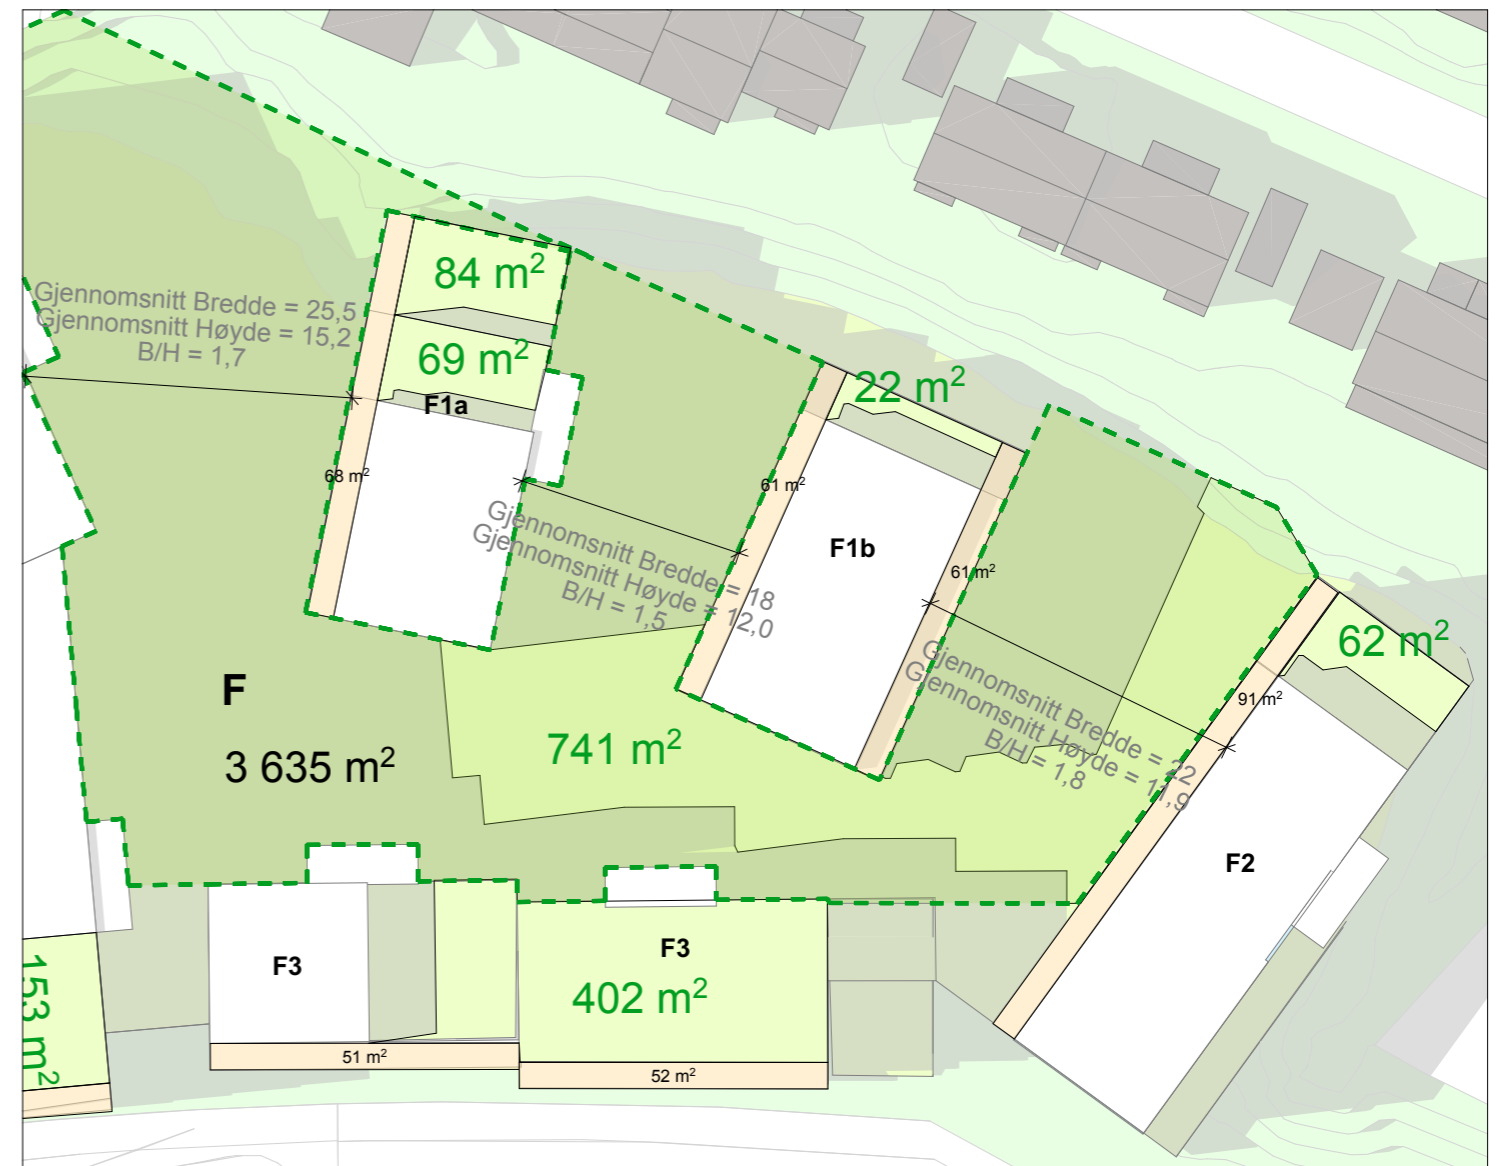 84 m²
Gjennomsnitt Bredde = 25,5
Gjennomsnitt Høyde = 15,2
B/H = 1,7
69 m²
F1a
22 m²
68 m²
61 m²
Gjennomsnitt Bredde = 18
Gjennomsnitt Høyde = 12,0
B/H = 1,5
F1b
61 m²
62 m²
Gjennomsnitt Bredde = 22
Gjennomsnitt Høyde = 11,9
B/H = 1,8
91 m²
F
3 635 m²
741 m²
F2
F3
F3
402 m²
153 m²
51 m²
52 m²